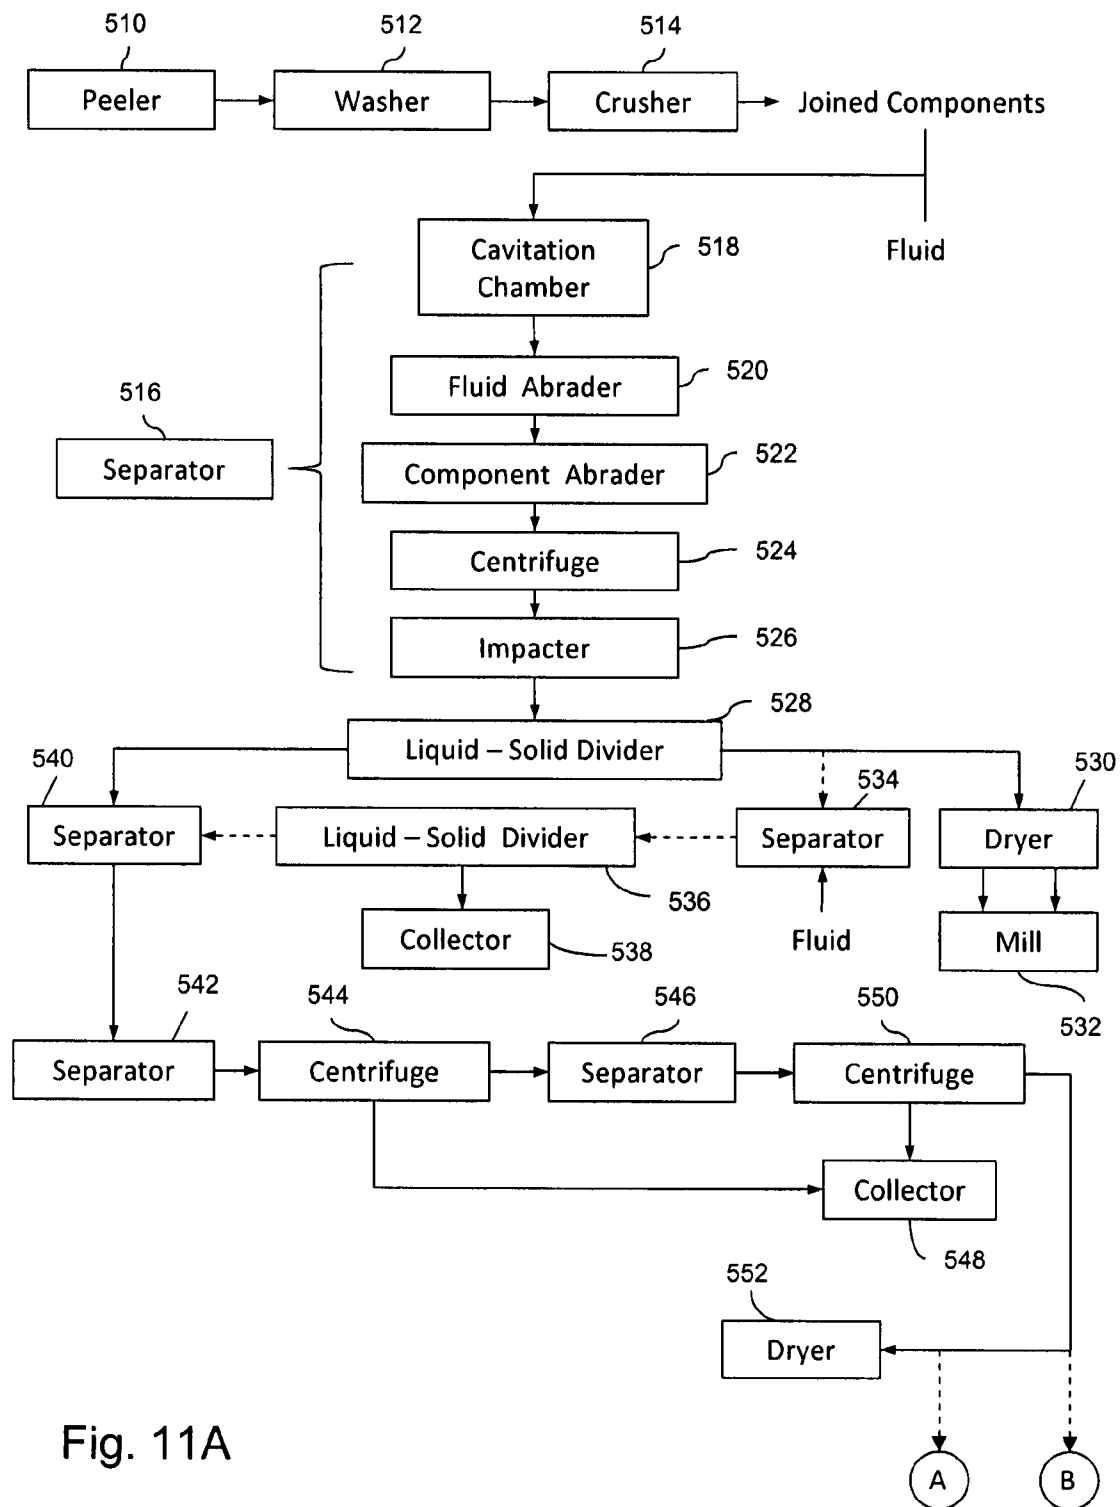 510
512
514
Peeler
Washer
Crusher
Joined Components
Cavitation
Chamber
518
Fluid
516
Separator
Fluid Abrader
520
Component Abrader
522
Centrifuge
524
Impacter
526
Liquid – Solid Divider
528
540
Separator
Liquid – Solid Divider
536
534
Separator
530
Dryer
Collector
538
Fluid
Mill
532
542
544
546
550
Separator
Centrifuge
Separator
Centrifuge
Collector
548
552
Dryer
Fig. 11A
A
B